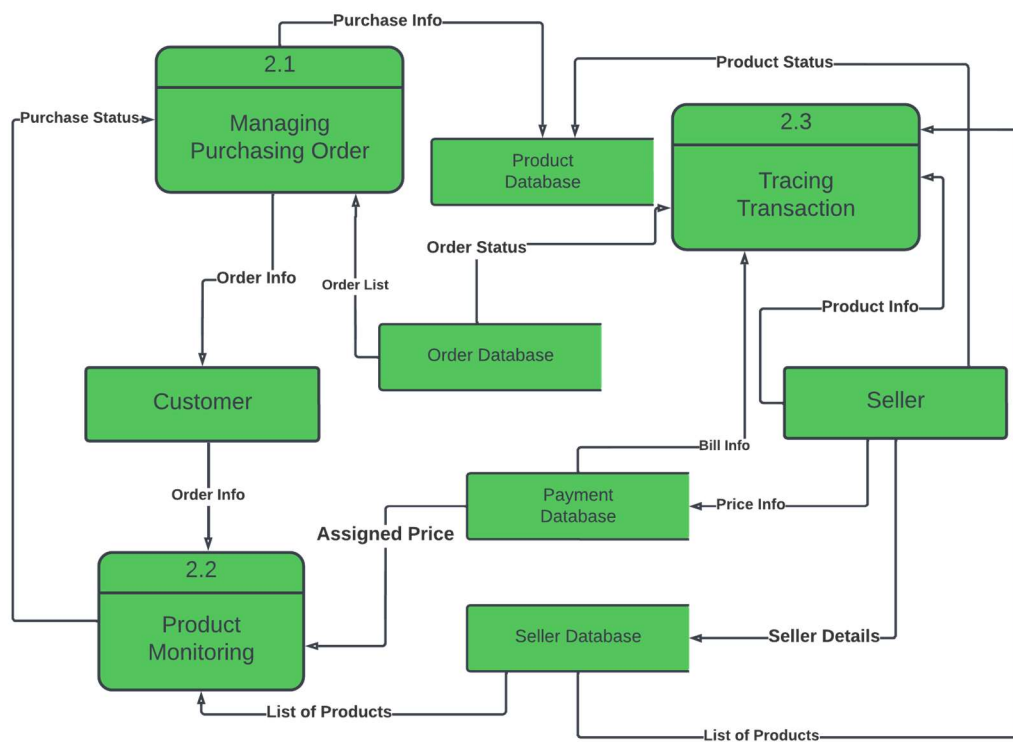 Purchase Info
2.1
Product Status
Purchase Status
Managing
Purchasing Order
2.3
Product
Database
Tracing
Transaction
Order Status
Order Info
Order List
Product Info
Order Database
Customer
Seller
Bill Info
Order Info
Payment
Database
Price Info
Assigned Price
2.2
Product
Monitoring
Seller Database
Seller Details
List of Products
List of Products